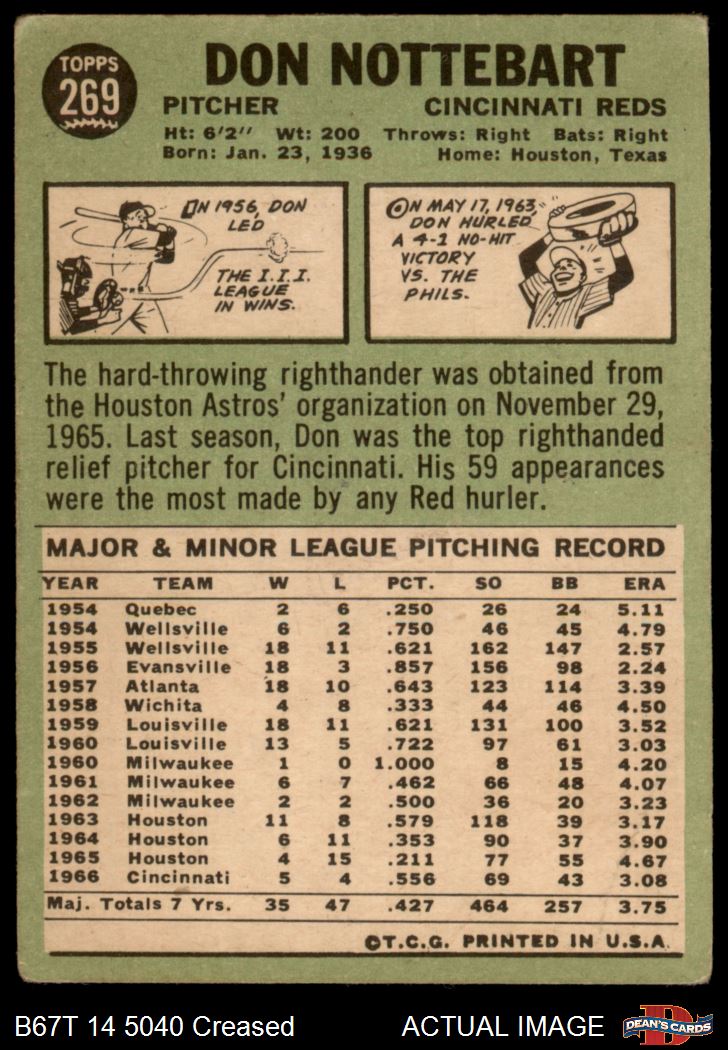 TOPPS
269
DON NOTTEBART
PITCHER CINCINNATI REDS
Ht: 6'2" Wt: 200 Throws: Right Bats: Right
Born: Jan. 23, 1936 Home: Houston, Texas
ON 1956, DON
LED
THE I.I.I.
LEAGUE
IN WINS.
ON MAY 17, 1963,
DON HURLED
A 4-1 NO-HIT
VICTORY
VS. THE
PHILS.
The hard-throwing righthander was obtained from
the Houston Astros' organization on November 29,
1965. Last season, Don was the top righthanded
relief pitcher for Cincinnati. His 59 appearances
were the most made by any Red hurler.
MAJOR & MINOR LEAGUE PITCHING RECORD
YEAR TEAM W L PCT. SO BB ERA
1954 Quebec 2 6 .250 26 24 5.11
1954 Wellsville 6 2 .750 46 45 4.79
1955 Wellsville 18 11 .621 162 147 2.57
1956 Evansville 18 3 .857 156 98 2.24
1957 Atlanta 18 10 .643 123 114 3.39
1958 Wichita 4 8 .333 44 46 4.50
1959 Louisville 18 11 .621 131 100 3.52
1960 Louisville 13 5 .722 97 61 3.03
1960 Milwaukee 1 0 1.000 8 15 4.20
1961 Milwaukee 6 7 .462 66 48 4.07
1962 Milwaukee 2 2 .500 36 20 3.23
1963 Houston 11 8 .579 118 39 3.17
1964 Houston 6 11 .353 90 37 3.90
1965 Houston 4 15 .211 77 55 4.67
1966 Cincinnati 5 4 .556 69 43 3.08
Maj. Totals 7 Yrs. 35 47 .427 464 257 3.75
©T.C.G. PRINTED IN U.S.A.
B67T 14 5040 Creased ACTUAL IMAGE
D
DEAN'S CARDS